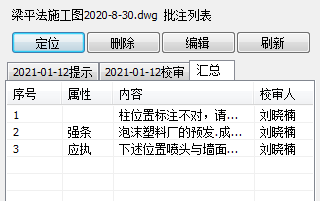 梁平法施工图2020-8-30.dwg 批注列表
定位 删除 编辑 刷新
2021-01-12提示 2021-01-12校审 汇总
序号 属性 内容 校审人
1 柱位置标注不对，请... 刘晓楠
2 强条 泡沫塑料厂的预发.成... 刘晓楠
3 应执 下述位置喷头与墙面... 刘晓楠